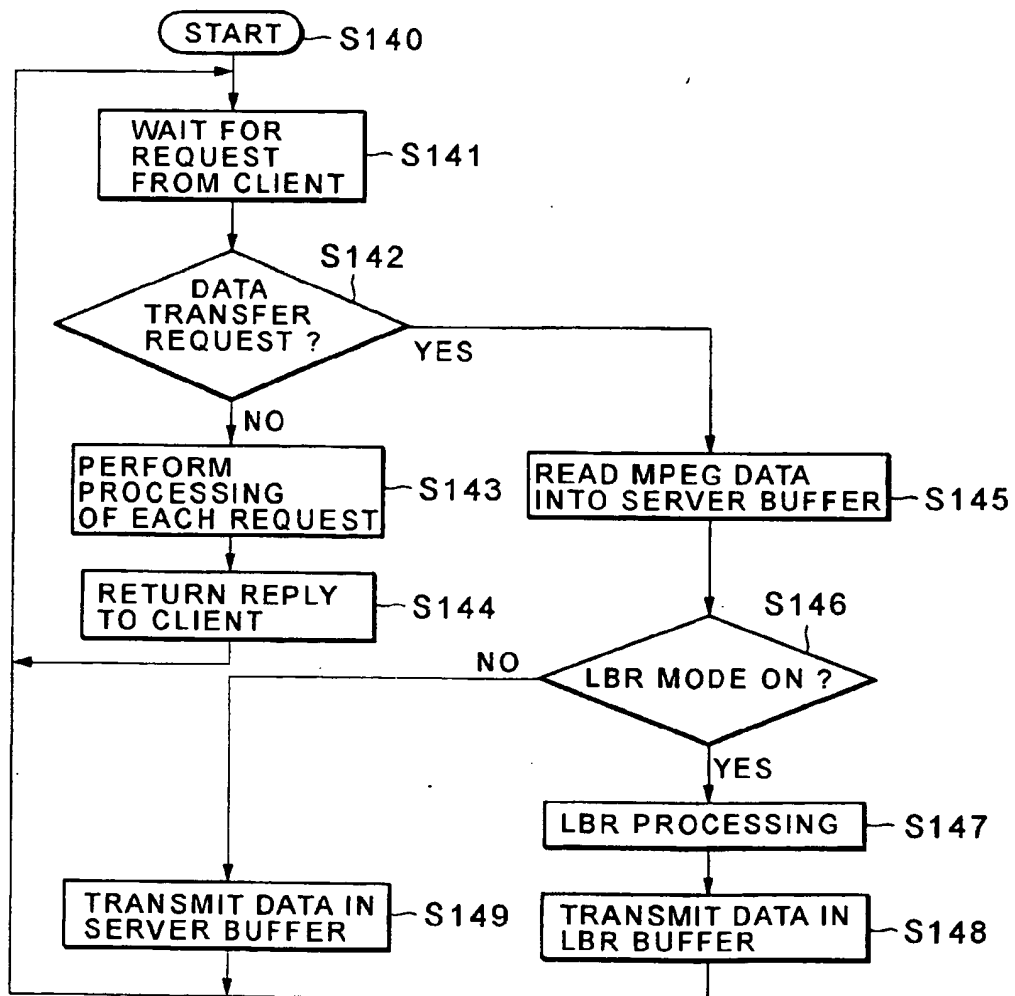 START
S140
WAIT FOR
REQUEST
FROM CLIENT
S141
S142
DATA
TRANSFER
REQUEST ?
YES
NO
PERFORM
PROCESSING
OF EACH REQUEST
S143
READ MPEG DATA
INTO SERVER BUFFER
S145
RETURN REPLY
TO CLIENT
S144
S146
NO
LBR MODE ON ?
YES
LBR PROCESSING
S147
TRANSMIT DATA IN
SERVER BUFFER
S149
TRANSMIT DATA IN
LBR BUFFER
S148